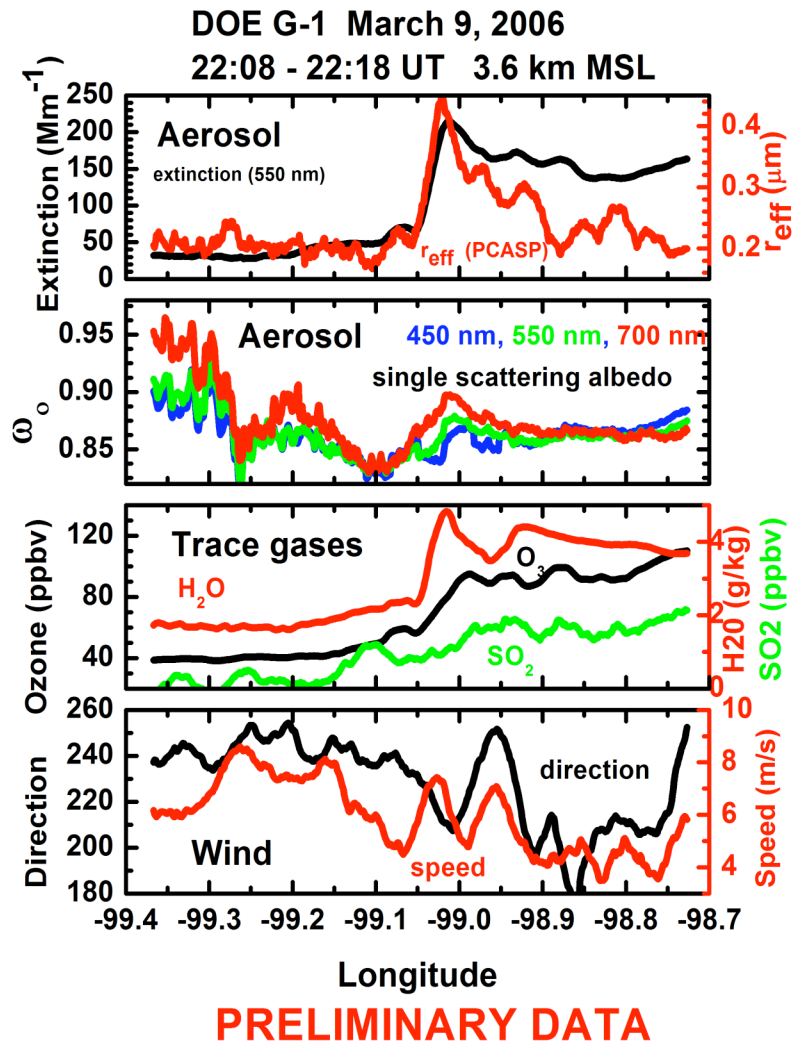 DOE G-1 March 9, 2006
22:08 - 22:18 UT 3.6 km MSL
Extinction (Mm-1)
250
200
150
100
50
0
Aerosol
extinction (550 nm)
reff (PCASP)
0.4
0.3
0.2
reff (μm)
ωo
0.95
0.90
0.85
Aerosol
450 nm, 550 nm, 700 nm
single scattering albedo
Ozone (ppbv)
120
80
40
Trace gases
H2O
O3
SO2
4
2
0
H20 (g/kg)
SO2 (ppbv)
Direction
260
240
220
200
180
Wind
direction
speed
10
8
6
4
Speed (m/s)
-99.4 -99.3 -99.2 -99.1 -99.0 -98.9 -98.8 -98.7
Longitude
PRELIMINARY DATA